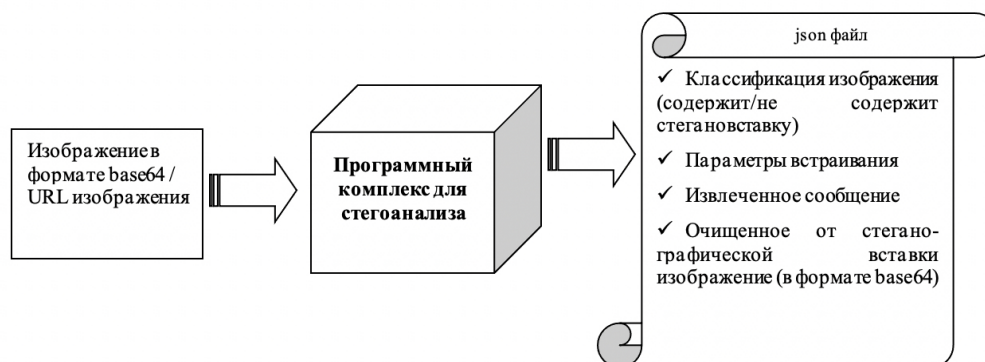 Изображение в
формате base64 /
URL изображения
Программный
комплекс для
стегоанализа
json файл
✓ Классификация изображения
(содержит/не содержит
стегановставку)
✓ Параметры встраивания
✓ Извлеченное сообщение
✓ Очищенное от стегано-
графической вставки
изображение (в формате base64)